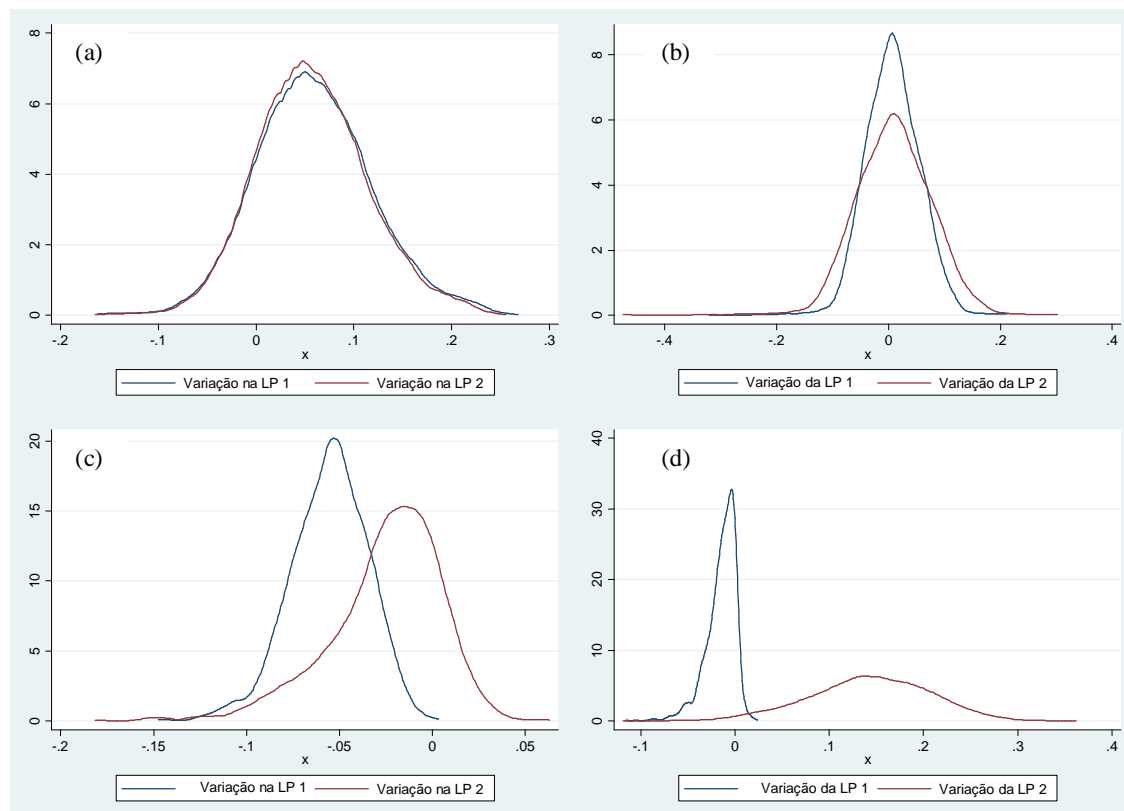 (a)
8
6
4
2
0
-.2 -.1 0 .1 .2 .3
x
Variação na LP 1 Variação na LP 2
(b)
8
6
4
2
0
-.4 -.2 0 .2 .4
x
Variação da LP 1 Variação da LP 2
(c)
20
15
10
5
0
-.2 -.15 -.1 -.05 0 .05
x
Variação na LP 1 Variação na LP 2
(d)
40
30
20
10
0
-.1 0 .1 .2 .3 .4
x
Variação da LP 1 Variação da LP 2